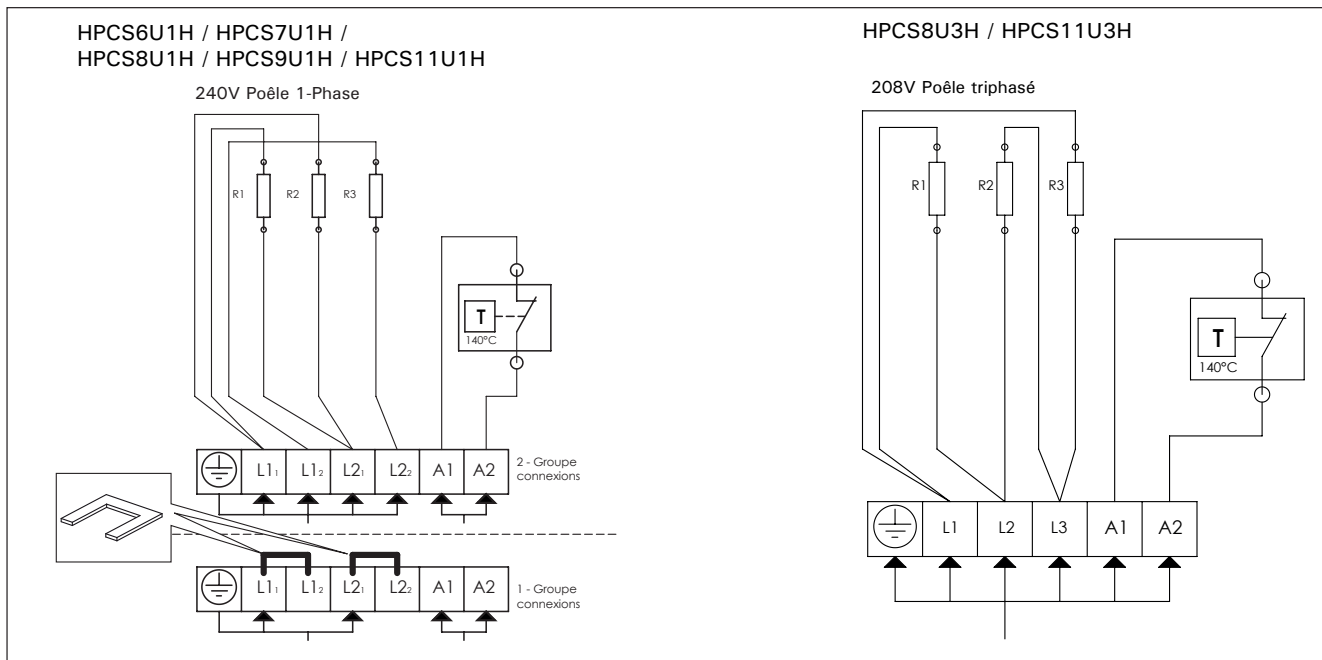 HPCS6U1H / HPCS7U1H /
HPCS8U1H / HPCS9U1H / HPCS11U1H
240V Poêle 1-Phase
R1 R2 R3
T
140°C
L1₁ L1₂ L2₁ L2₂ A1 A2
2 - Groupe
connexions
L1₁ L1₂ L2₁ L2₂ A1 A2
1 - Groupe
connexions
HPCS8U3H / HPCS11U3H
208V Poêle triphasé
R1 R2 R3
T
140°C
L1 L2 L3 A1 A2